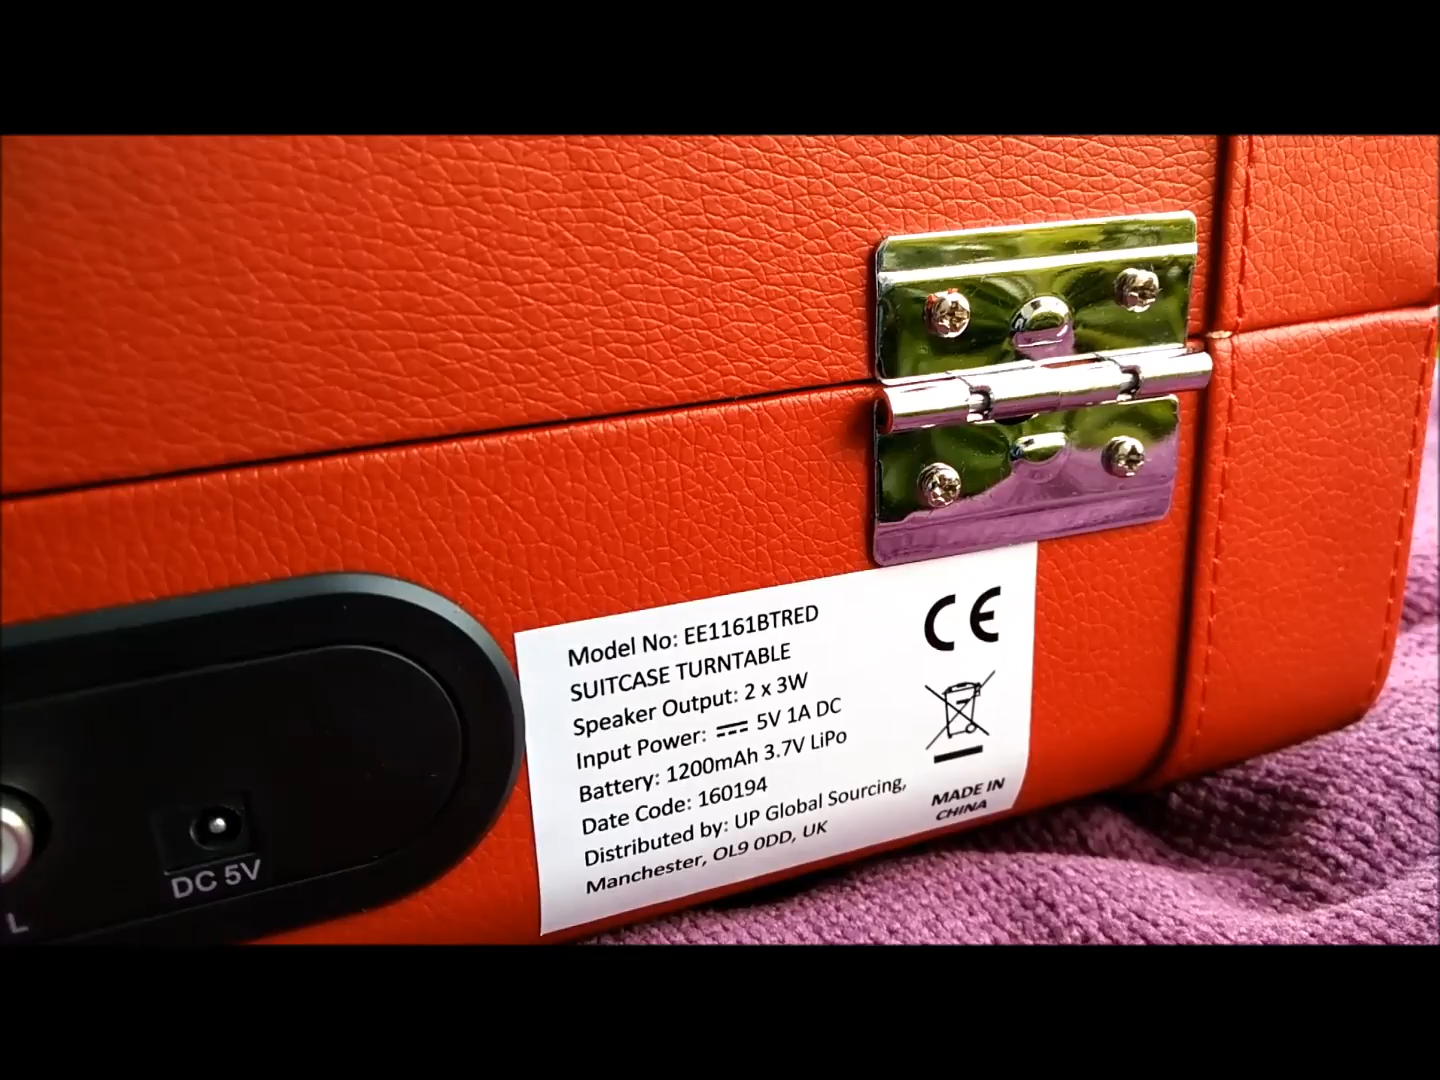 Model No: EE1161BTRED
SUITCASE TURNTABLE
Speaker Output: 2 x 3W
Input Power: 5V 1A DC
Battery: 1200mAh 3.7V LiPo
Date Code: 160194
Distributed by: UP Global Sourcing,
Manchester, OL9 0DD, UK
CE
MADE IN
CHINA
DC 5V
L